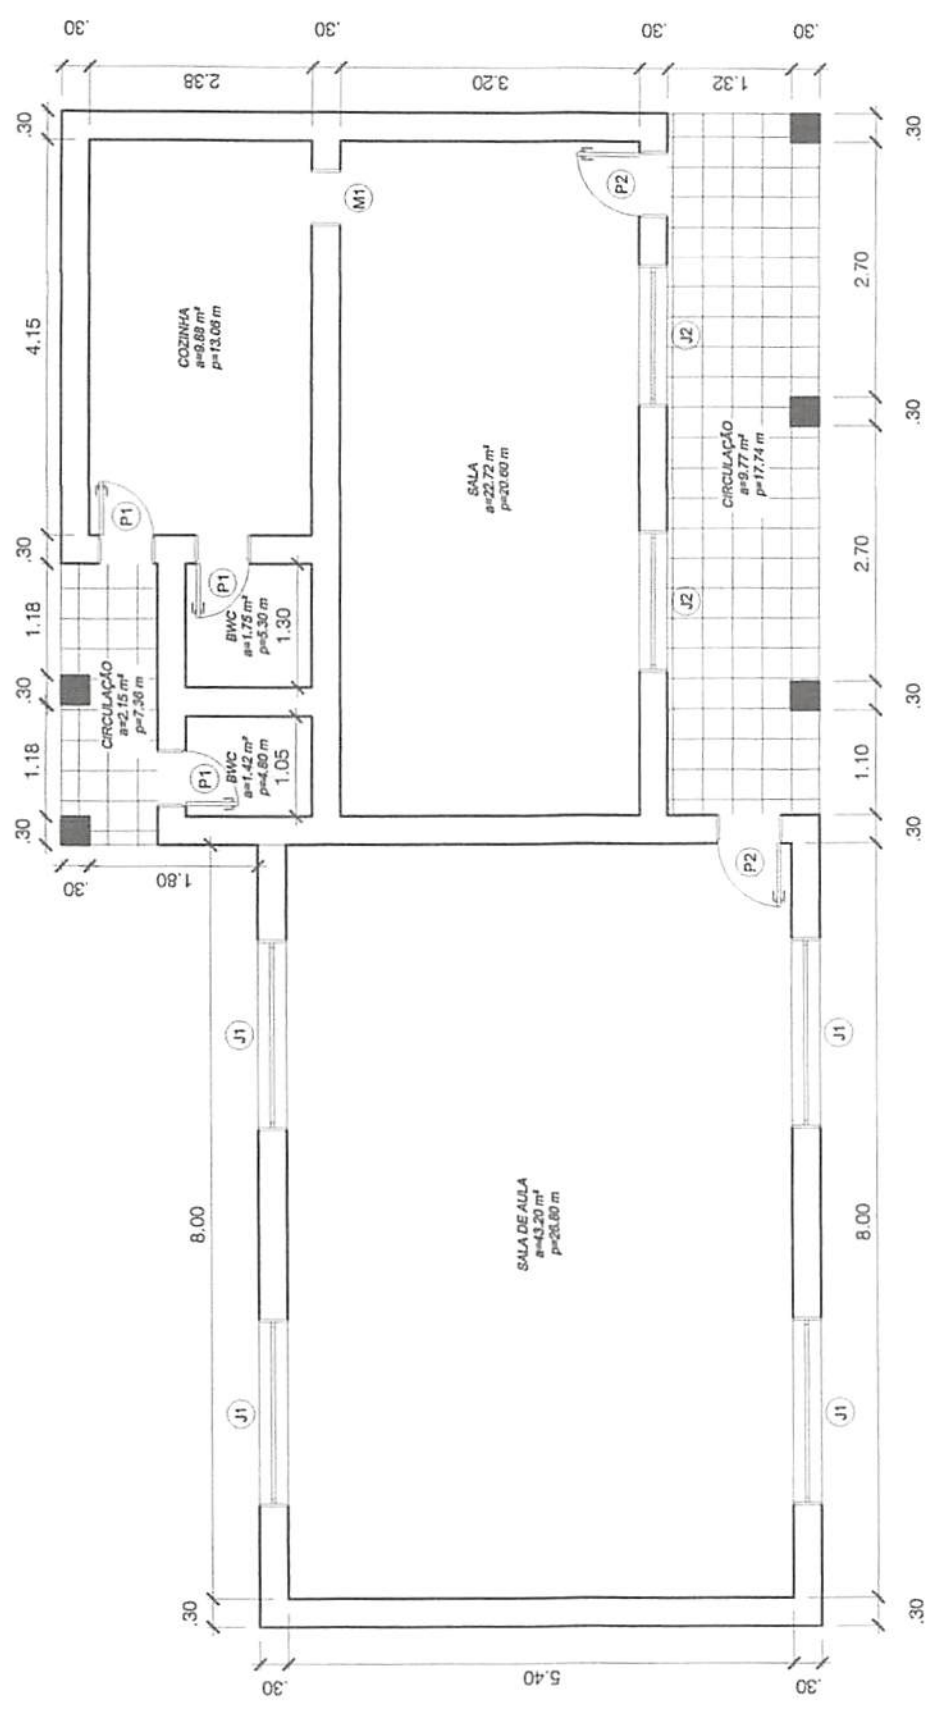 .30
2.38
.30
3.20
.30
1.32
.30
.30
4.15
.30
1.18
.30
1.18
.30
COZINHA
a=9.88 m²
p=13.06 m
M1
P2
.30
2.70
.30
2.70
.30
1.10
.30
J2
J2
SALA
a=22.72 m²
p=20.60 m
CIRCULAÇÃO
a=9.77 m²
p=17.74 m
P1
P1
BWC
a=1.75 m²
p=5.30 m
1.30
CIRCULAÇÃO
a=2.15 m²
p=7.36 m
P1
BWC
a=1.42 m²
p=4.80 m
1.05
.30
1.80
P2
J1
J1
8.00
SALA DE AULA
a=43.20 m²
p=26.80 m
8.00
J1
J1
.30
.30
.30
5.40
.30